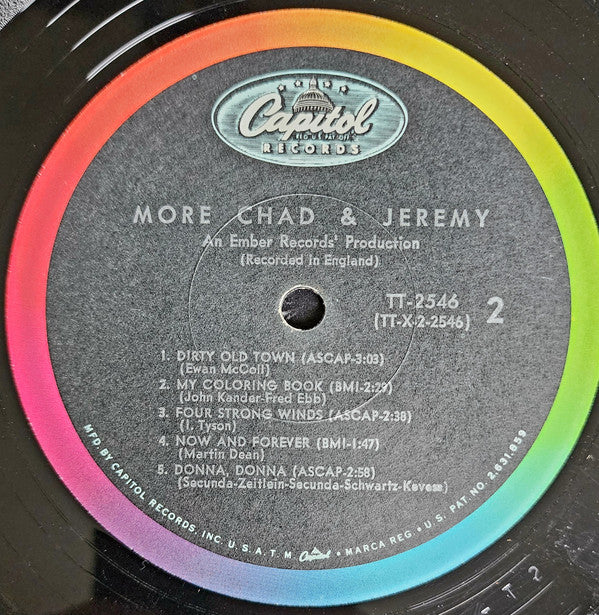 Capitol
REG. U.S. PAT. OFF.
RECORDS
MORE CHAD & JEREMY
An Ember Records' Production
(Recorded in England)
TT-2546
(TT-X-2-2546)
2
1. DIRTY OLD TOWN (ASCAP-3:03)
(Ewan McColl)
2. MY COLORING BOOK (BMI-2:29)
(John Kander-Fred Ebb)
3. FOUR STRONG WINDS (ASCAP-2:38)
(I. Tyson)
4. NOW AND FOREVER (BMI-1:47)
(Martin Dean)
5. DONNA, DONNA (ASCAP-2:58)
(Secunda-Zeitlein-Secunda-Schwartz-Kevess)
MFD. BY CAPITOL RECORDS, INC. U.S.A. T.M. Capitol • MARCA REG. • U.S. PAT. NO. 2,631,859
T 2